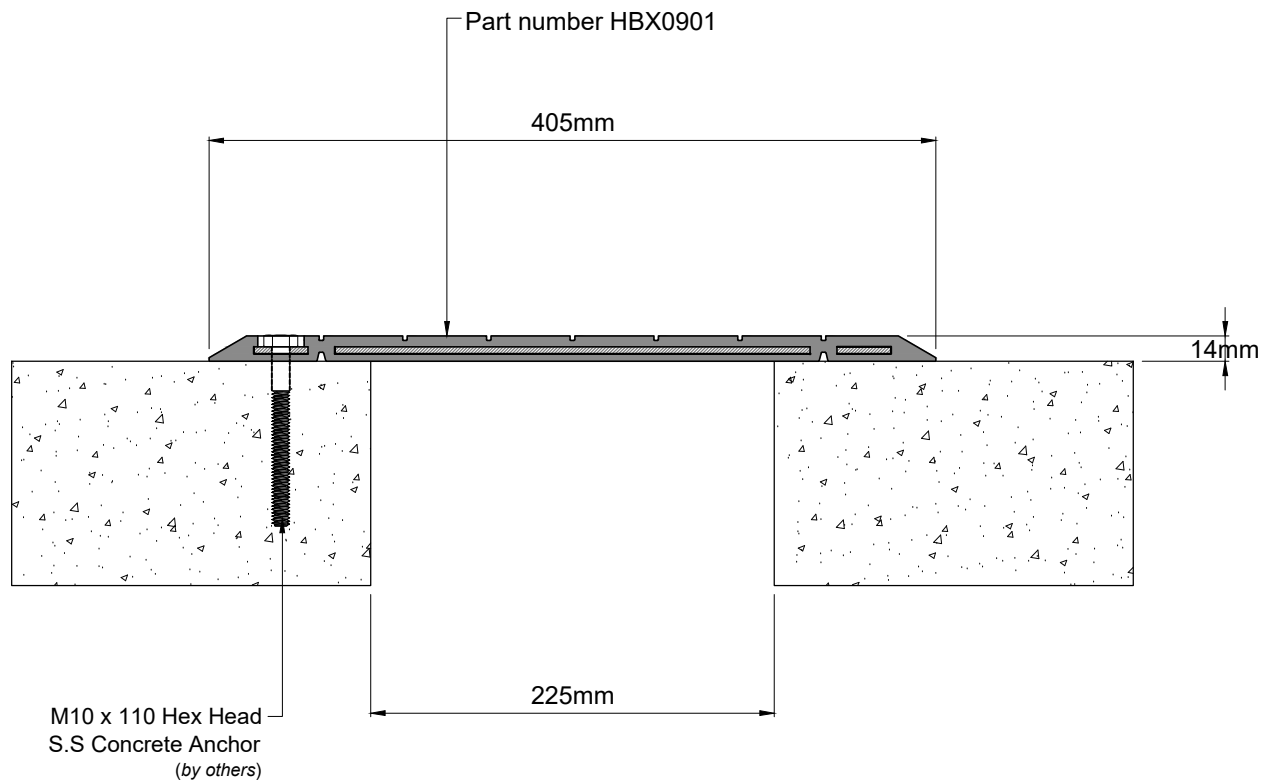 Part number HBX0901
405mm
14mm
225mm
M10 x 110 Hex Head
S.S Concrete Anchor
(by others)